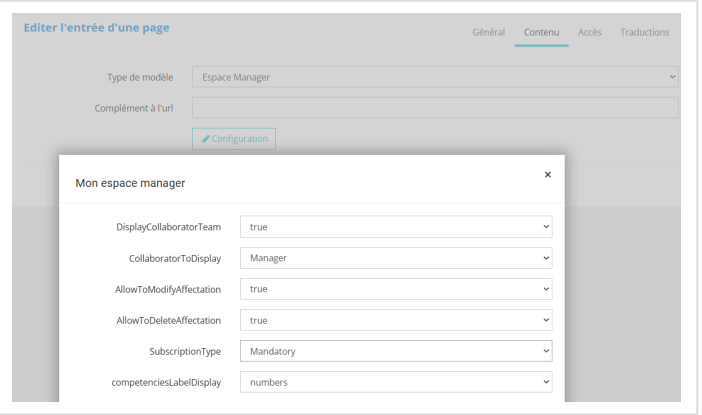 Editer l'entrée d'une page
Général Contenu Accès Traductions
Type de modèle Espace Manager
Complément à l'url
Configuration
Mon espace manager ×
DisplayCollaboratorTeam true
CollaboratorToDisplay Manager
AllowToModifyAffectation true
AllowToDeleteAffectation true
SubscriptionType Mandatory
competenciesLabelDisplay numbers